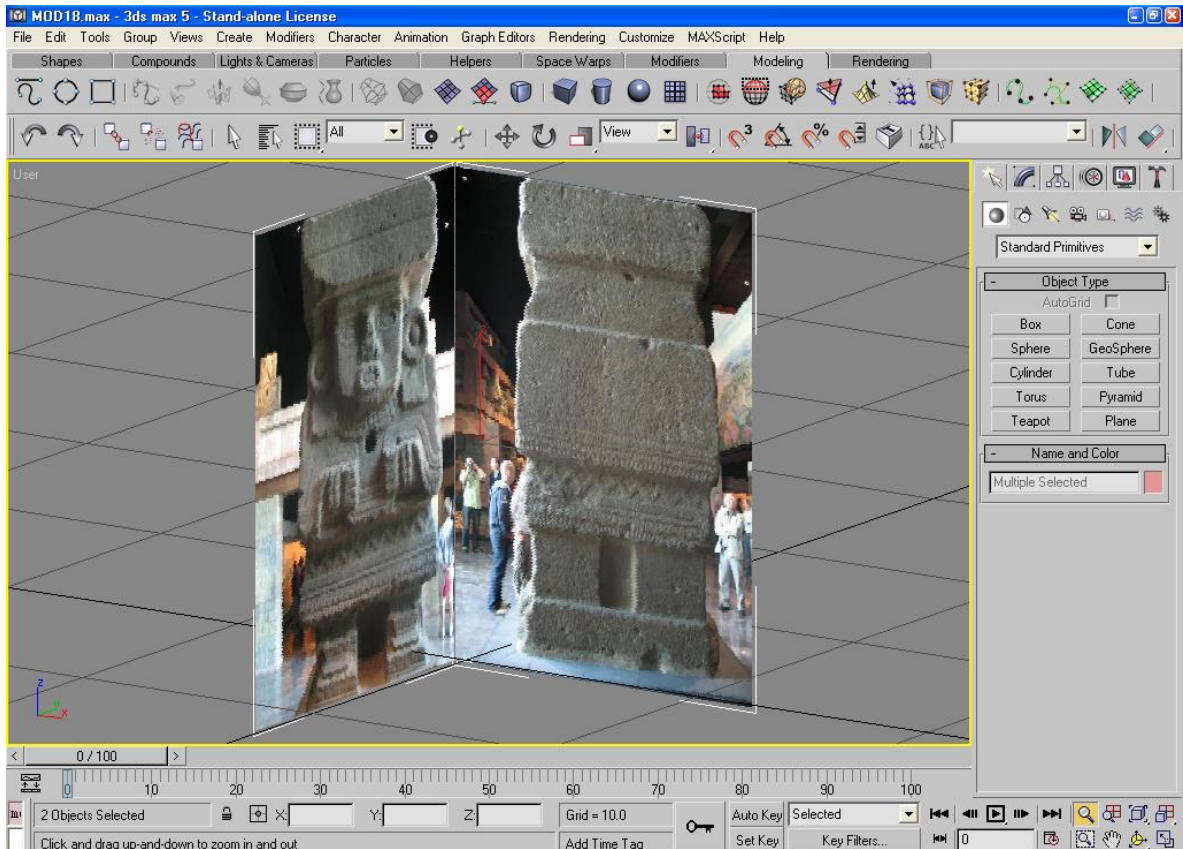 MOD18.max - 3ds max 5 - Stand-alone License
File Edit Tools Group Views Create Modifiers Character Animation Graph Editors Rendering Customize MAXScript Help
Shapes Compounds Lights & Cameras Particles Helpers Space Warps Modifiers Modeling Rendering
All View 3 % ABC
User
Standard Primitives
- Object Type
AutoGrid
Box Cone
Sphere GeoSphere
Cylinder Tube
Torus Pyramid
Teapot Plane
- Name and Color
Multiple Selected
z
y
x
< 0 / 100 >
0 10 20 30 40 50 60 70 80 90 100
2 Objects Selected X: Y: Z: Grid = 10.0 Auto Key Selected
Click and drag up-and-down to zoom in and out Add Time Tag Set Key Key Filters... 0